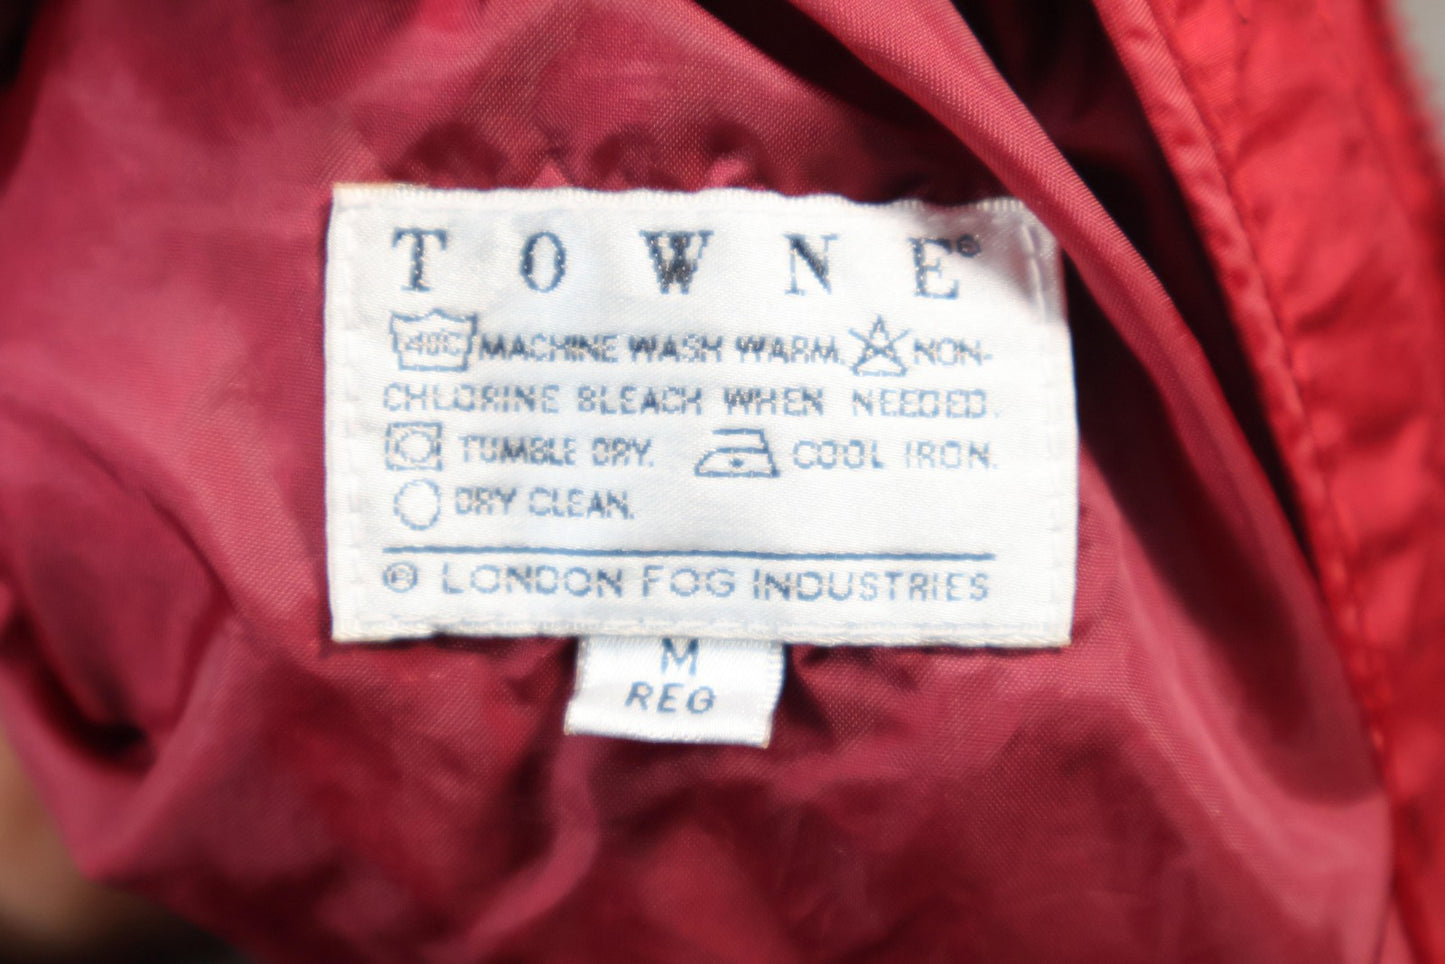 TOWNE®
40C MACHINE WASH WARM. NON-
CHLORINE BLEACH WHEN NEEDED.
TUMBLE DRY. COOL IRON.
DRY CLEAN.
® LONDON FOG INDUSTRIES
M
REG